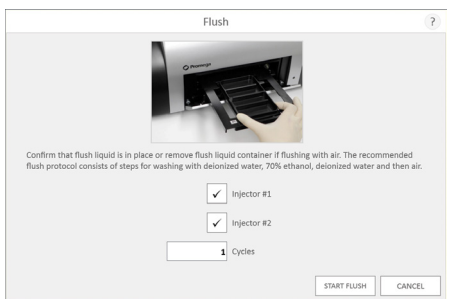 Flush
?
Promega
Confirm that flush liquid is in place or remove flush liquid container if flushing with air. The recommended
flush protocol consists of steps for washing with deionized water, 70% ethanol, deionized water and then air.
Injector #1
Injector #2
1 Cycles
START FLUSH CANCEL